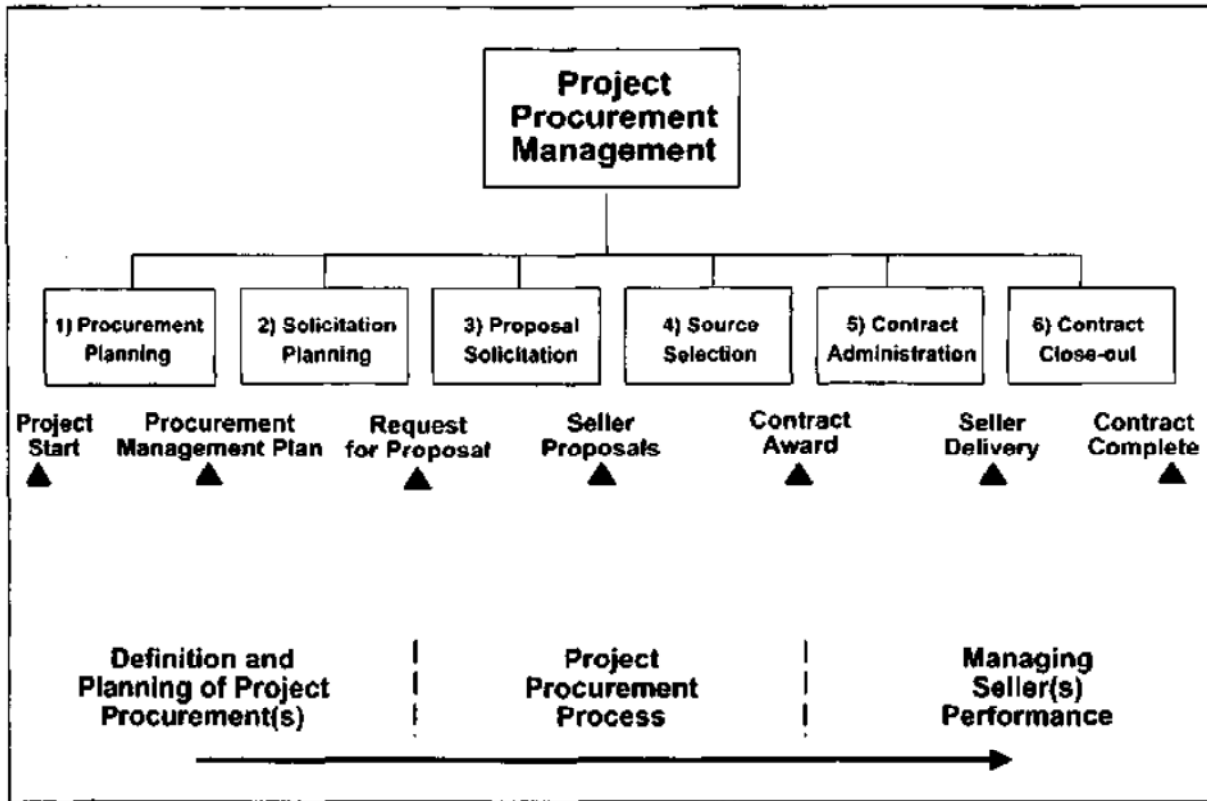 Project
Procurement
Management
1) Procurement
Planning
2) Solicitation
Planning
3) Proposal
Solicitation
4) Source
Selection
5) Contract
Administration
6) Contract
Close-out
Project
Start
Procurement
Management Plan
Request
for Proposal
Seller
Proposals
Contract
Award
Seller
Delivery
Contract
Complete
Definition and
Planning of Project
Procurement(s)
Project
Procurement
Process
Managing
Seller(s)
Performance